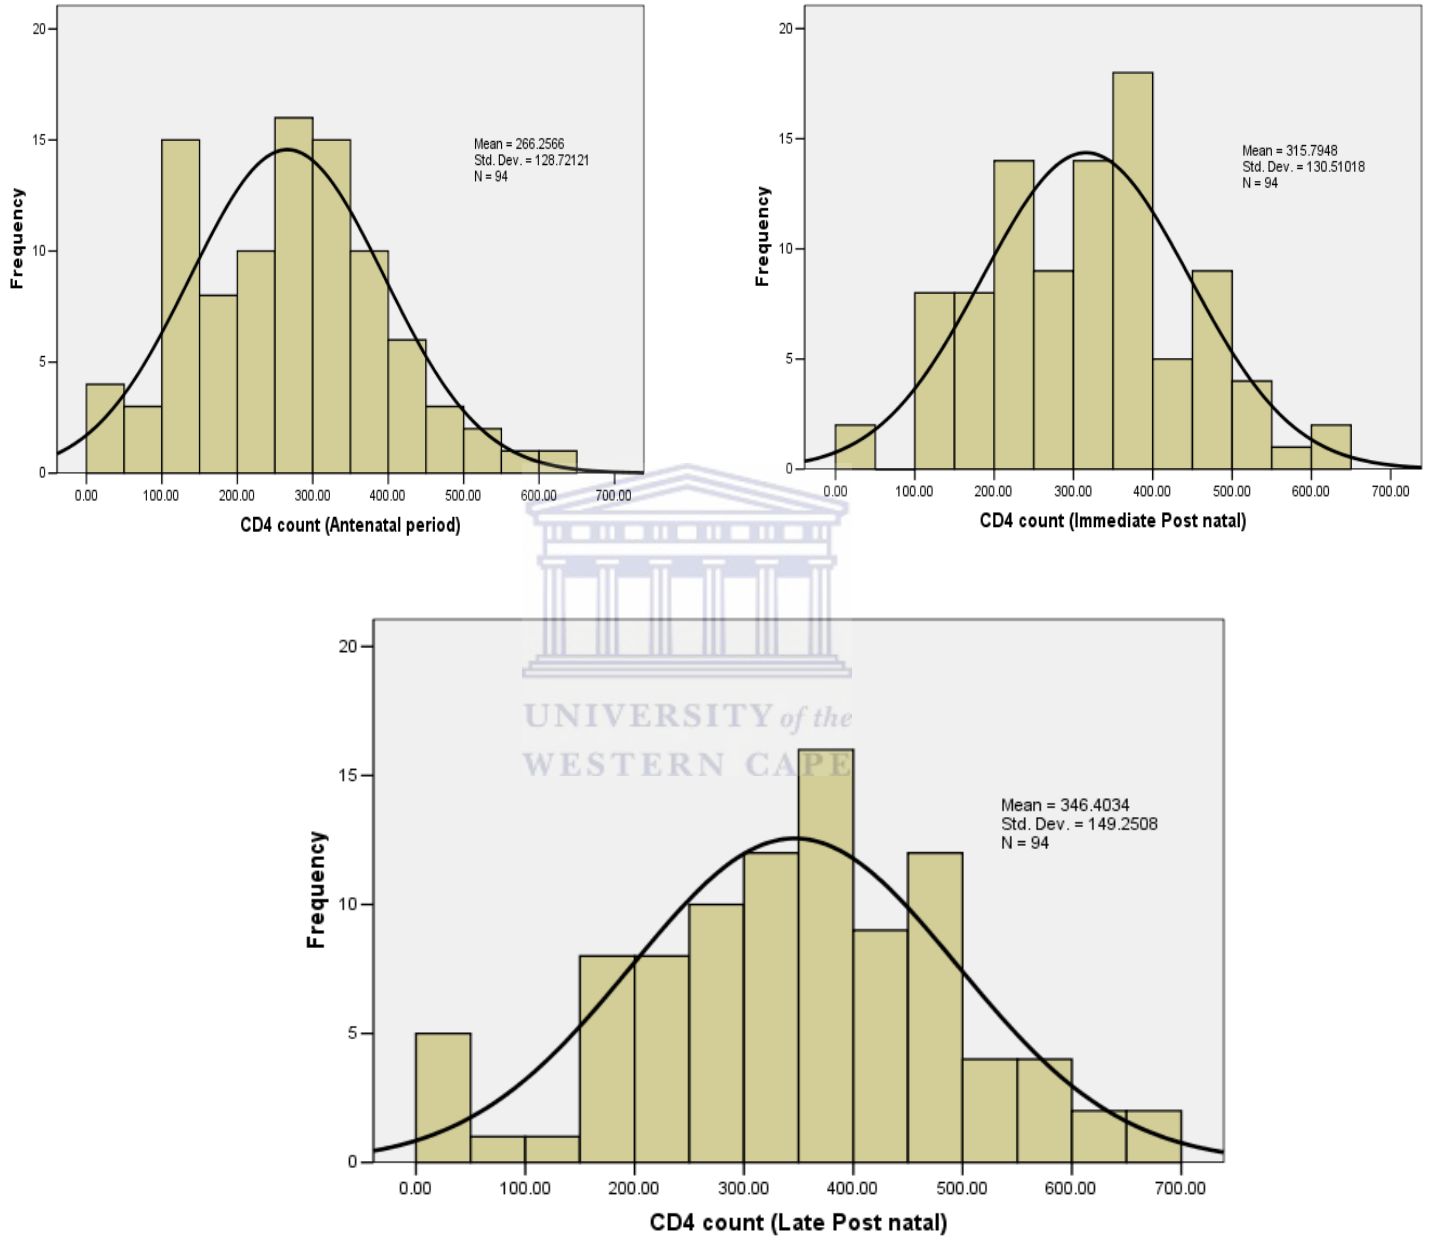 20
15
10
5
0
Frequency
Mean = 266.2566
Std. Dev. = 128.72121
N = 94
0.00 100.00 200.00 300.00 400.00 500.00 600.00 700.00
CD4 count (Antenatal period)
20
15
10
5
0
Frequency
Mean = 315.7948
Std. Dev. = 130.51018
N = 94
0.00 100.00 200.00 300.00 400.00 500.00 600.00 700.00
CD4 count (Immediate Post natal)
UNIVERSITY of the
WESTERN CAPE
20
15
10
5
0
Frequency
Mean = 346.4034
Std. Dev. = 149.2508
N = 94
0.00 100.00 200.00 300.00 400.00 500.00 600.00 700.00
CD4 count (Late Post natal)